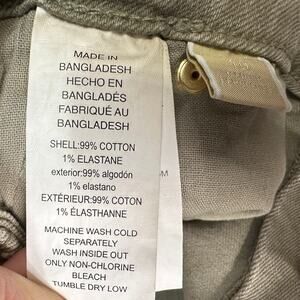 MADE IN
BANGLADESH
HECHO EN
BANGLADÉS
FABRIQUÉ AU
BANGLADESH
SHELL:99% COTTON
1% ELASTANE
exterior:99% algodón
1% elastano
EXTÉRIEUR:99% COTON
1% ÉLASTHANNE
MACHINE WASH COLD
SEPARATELY
WASH INSIDE OUT
ONLY NON-CHLORINE
BLEACH
TUMBLE DRY LOW